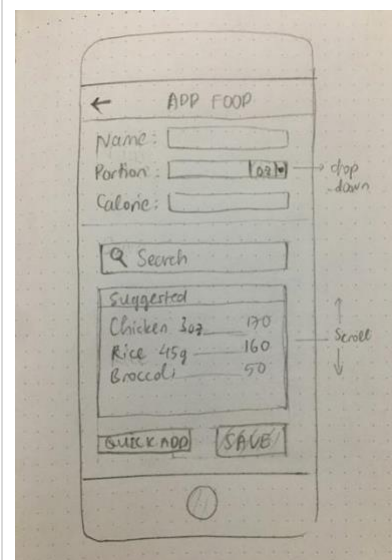 ← ADD FOOD
Name:
Portion: oz → drop
-down
Calorie:
Search
Suggested
Chicken 3oz 170
Rice 45g 160
Broccoli 50
↑
Scroll
↓
QUICK ADD SAVE